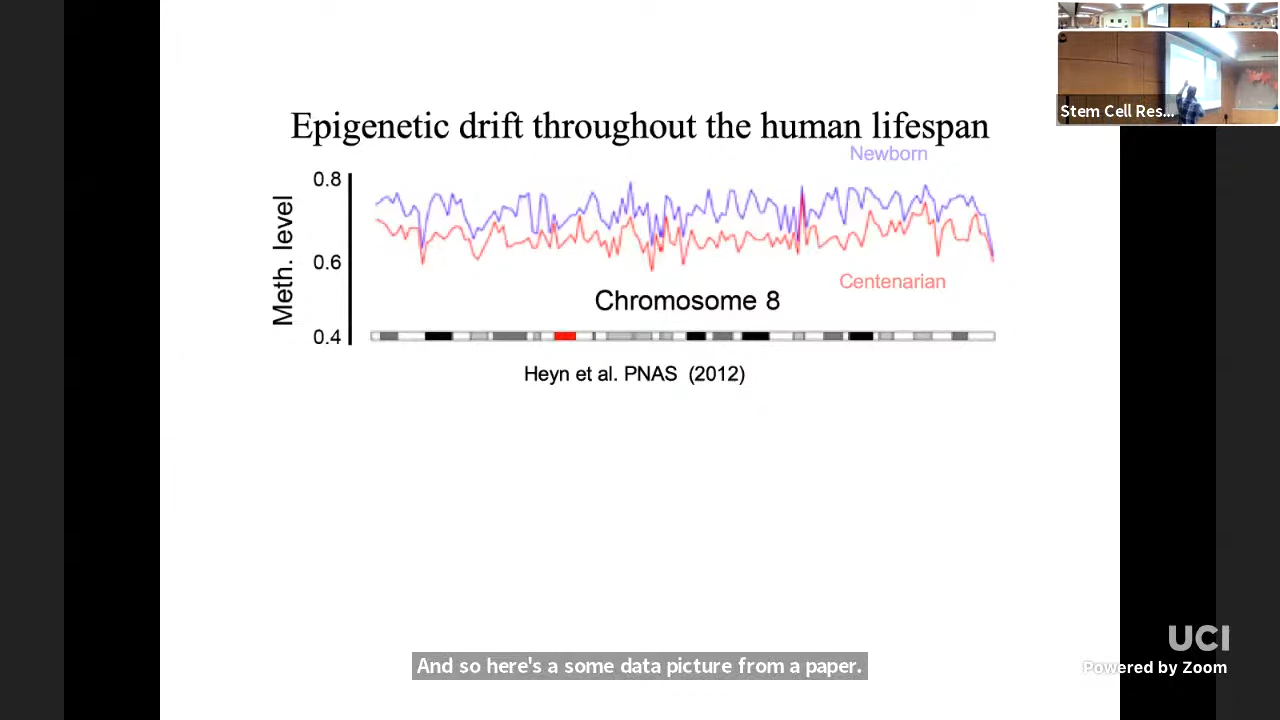 Epigenetic drift throughout the human lifespan
Newborn
0.8
0.6
0.4
Meth. level
Centenarian
Chromosome 8
Heyn et al. PNAS (2012)
Stem Cell Res...
And so here's a some data picture from a paper.
UCI
Powered by Zoom